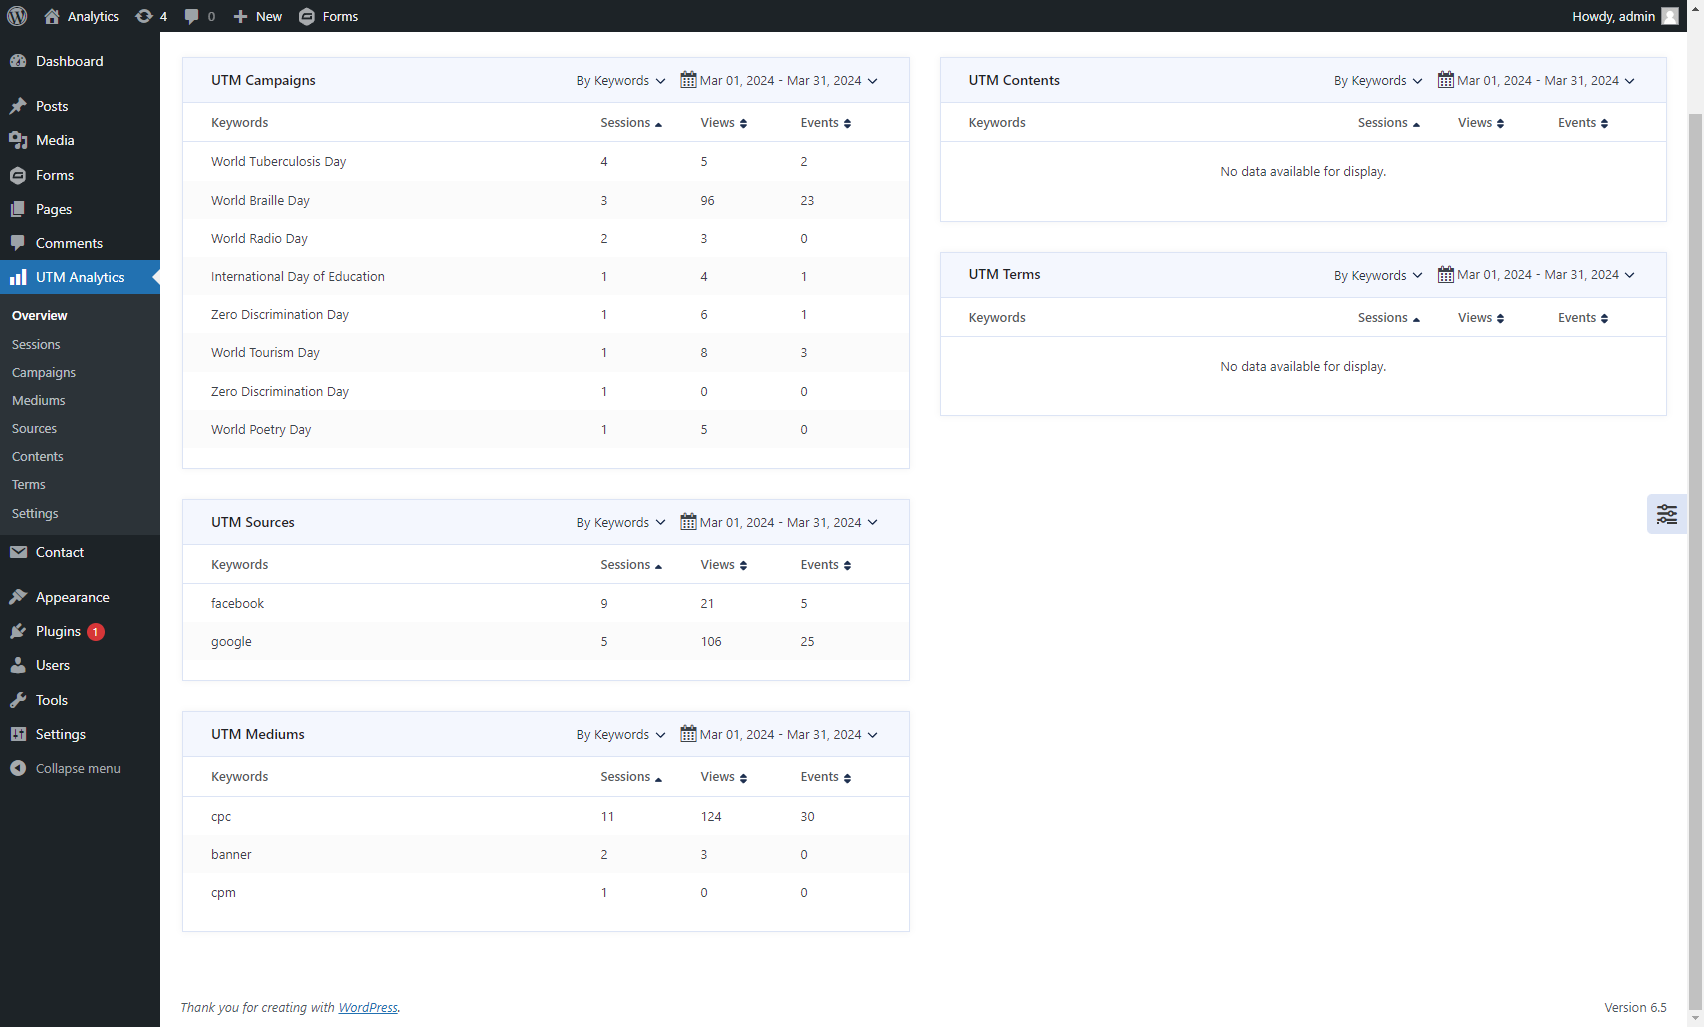 Analytics 4 0 New Forms Howdy, admin
Dashboard
Posts
Media
Forms
Pages
Comments
UTM Analytics
Overview
Sessions
Campaigns
Mediums
Sources
Contents
Terms
Settings
Contact
Appearance
Plugins 1
Users
Tools
Settings
Collapse menu
UTM Campaigns By Keywords Mar 01, 2024 - Mar 31, 2024
Keywords Sessions Views Events
World Tuberculosis Day 4 5 2
World Braille Day 3 96 23
World Radio Day 2 3 0
International Day of Education 1 4 1
Zero Discrimination Day 1 6 1
World Tourism Day 1 8 3
Zero Discrimination Day 1 0 0
World Poetry Day 1 5 0
UTM Sources By Keywords Mar 01, 2024 - Mar 31, 2024
Keywords Sessions Views Events
facebook 9 21 5
google 5 106 25
UTM Mediums By Keywords Mar 01, 2024 - Mar 31, 2024
Keywords Sessions Views Events
cpc 11 124 30
banner 2 3 0
cpm 1 0 0
UTM Contents By Keywords Mar 01, 2024 - Mar 31, 2024
Keywords Sessions Views Events
No data available for display.
UTM Terms By Keywords Mar 01, 2024 - Mar 31, 2024
Keywords Sessions Views Events
No data available for display.
Thank you for creating with WordPress. Version 6.5